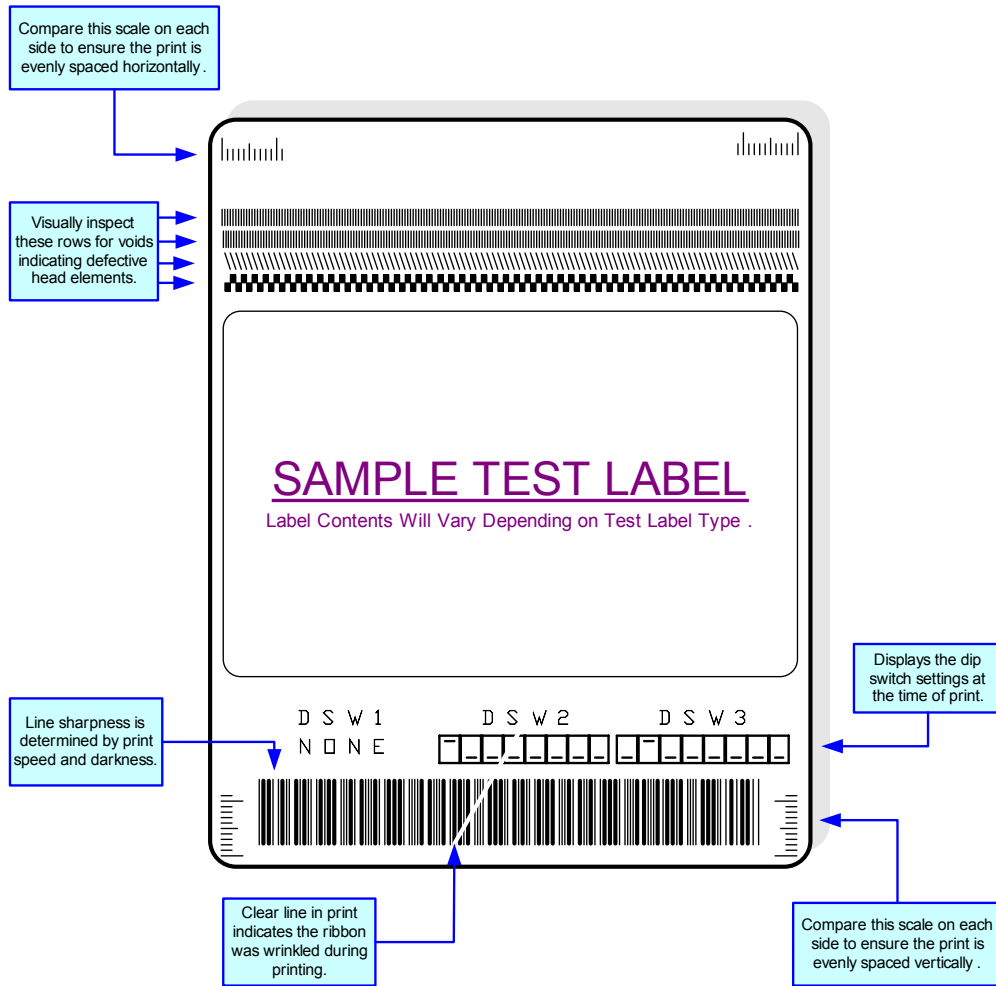 Compare this scale on each
side to ensure the print is
evenly spaced horizontally .
Visually inspect
these rows for voids
indicating defective
head elements.
SAMPLE TEST LABEL
Label Contents Will Vary Depending on Test Label Type .
Displays the dip
switch settings at
the time of print.
Line sharpness is
determined by print
speed and darkness.
DSW1
NONE
DSW2
DSW3
Clear line in print
indicates the ribbon
was wrinkled during
printing.
Compare this scale on each
side to ensure the print is
evenly spaced vertically .